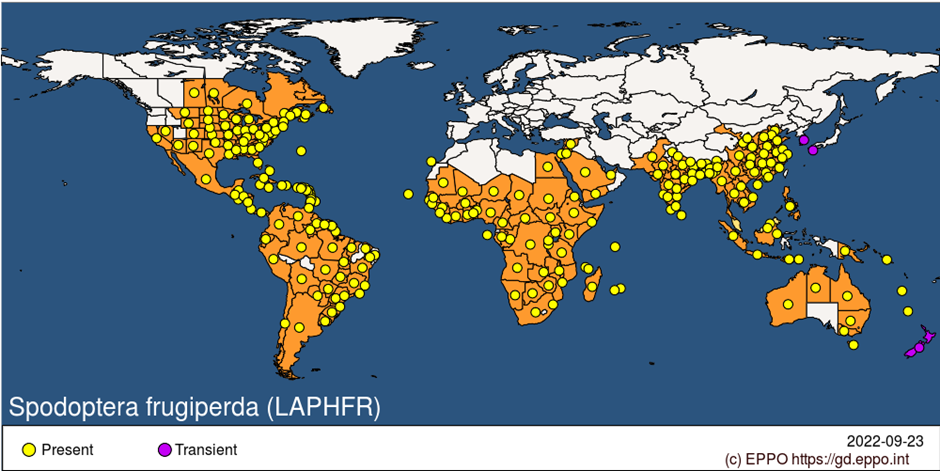 Spodoptera frugiperda (LAPHFR)
Present
Transient
2022-09-23
(c) EPPO https://gd.eppo.int